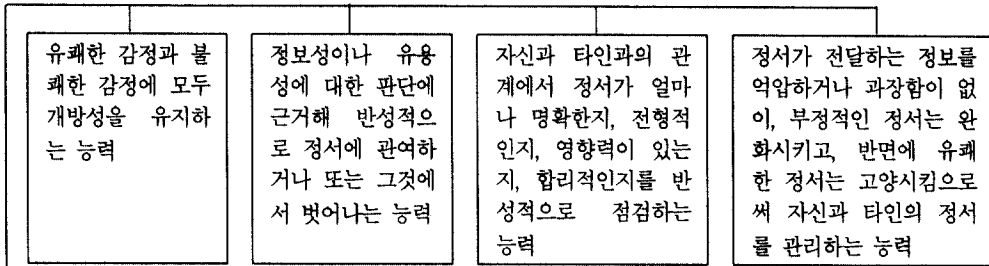 유쾌한 감정과 불
쾌한 감정에 모두
개방성을 유지하
는 능력
정보성이나 유용
성에 대한 판단에
근거해 반성적으
로 정서에 관여하
거나 또는 그것에
서 벗어나는 능력
자신과 타인과의 관
계에서 정서가 얼마
나 명확한지, 전형적
인지, 영향력이 있는
지, 합리적인지를 반
성적으로 점검하는
능력
정서가 전달하는 정보를
억압하거나 과장함이 없
이, 부정적인 정서는 완
화시키고, 반면에 유쾌
한 정서는 고양시킴으로
써 자신과 타인의 정서
를 관리하는 능력